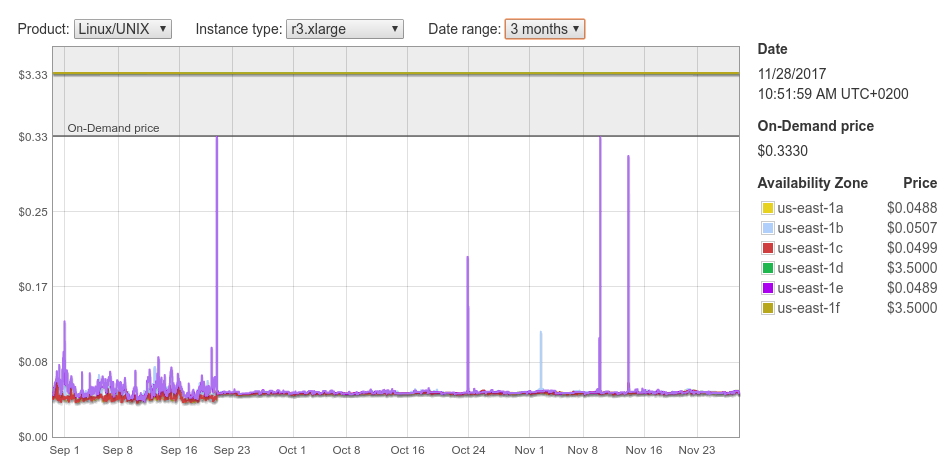 Product: Linux/UNIX Instance type: r3.xlarge Date range: 3 months
$3.33
On-Demand price
$0.33
$0.25
$0.17
$0.08
$0.00
Sep 1 Sep 8 Sep 16 Sep 23 Oct 1 Oct 8 Oct 16 Oct 24 Nov 1 Nov 8 Nov 16 Nov 23
Date
11/28/2017
10:51:59 AM UTC+0200
On-Demand price
$0.3330
Availability Zone Price
us-east-1a $0.0488
us-east-1b $0.0507
us-east-1c $0.0499
us-east-1d $3.5000
us-east-1e $0.0489
us-east-1f $3.5000